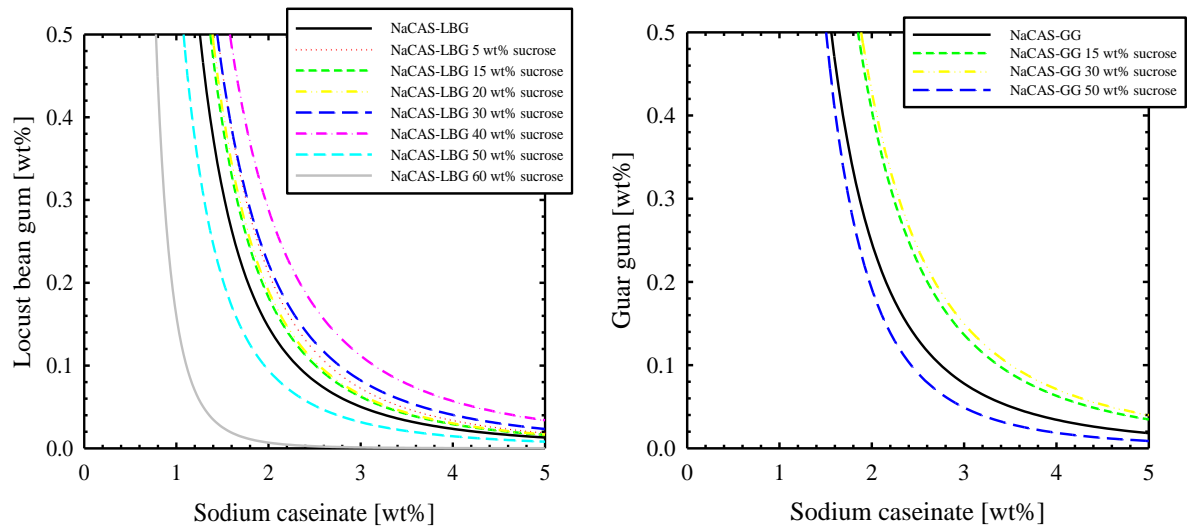 NaCAS-LBG
NaCAS-LBG 5 wt% sucrose
NaCAS-LBG 15 wt% sucrose
NaCAS-LBG 20 wt% sucrose
NaCAS-LBG 30 wt% sucrose
NaCAS-LBG 40 wt% sucrose
NaCAS-LBG 50 wt% sucrose
NaCAS-LBG 60 wt% sucrose
Locust bean gum [wt%]
0.5
0.4
0.3
0.2
0.1
0.0
0 1 2 3 4 5
Sodium caseinate [wt%]
NaCAS-GG
NaCAS-GG 15 wt% sucrose
NaCAS-GG 30 wt% sucrose
NaCAS-GG 50 wt% sucrose
Guar gum [wt%]
0.5
0.4
0.3
0.2
0.1
0.0
0 1 2 3 4 5
Sodium caseinate [wt%]